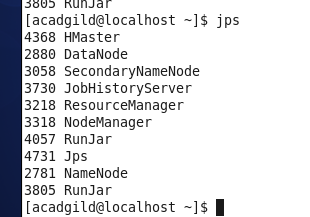 3805 RunJar
[acadgild@localhost ~]$ jps
4368 HMaster
2880 DataNode
3058 SecondaryNameNode
3730 JobHistoryServer
3218 ResourceManager
3318 NodeManager
4057 RunJar
4731 Jps
2781 NameNode
3805 RunJar
[acadgild@localhost ~]$